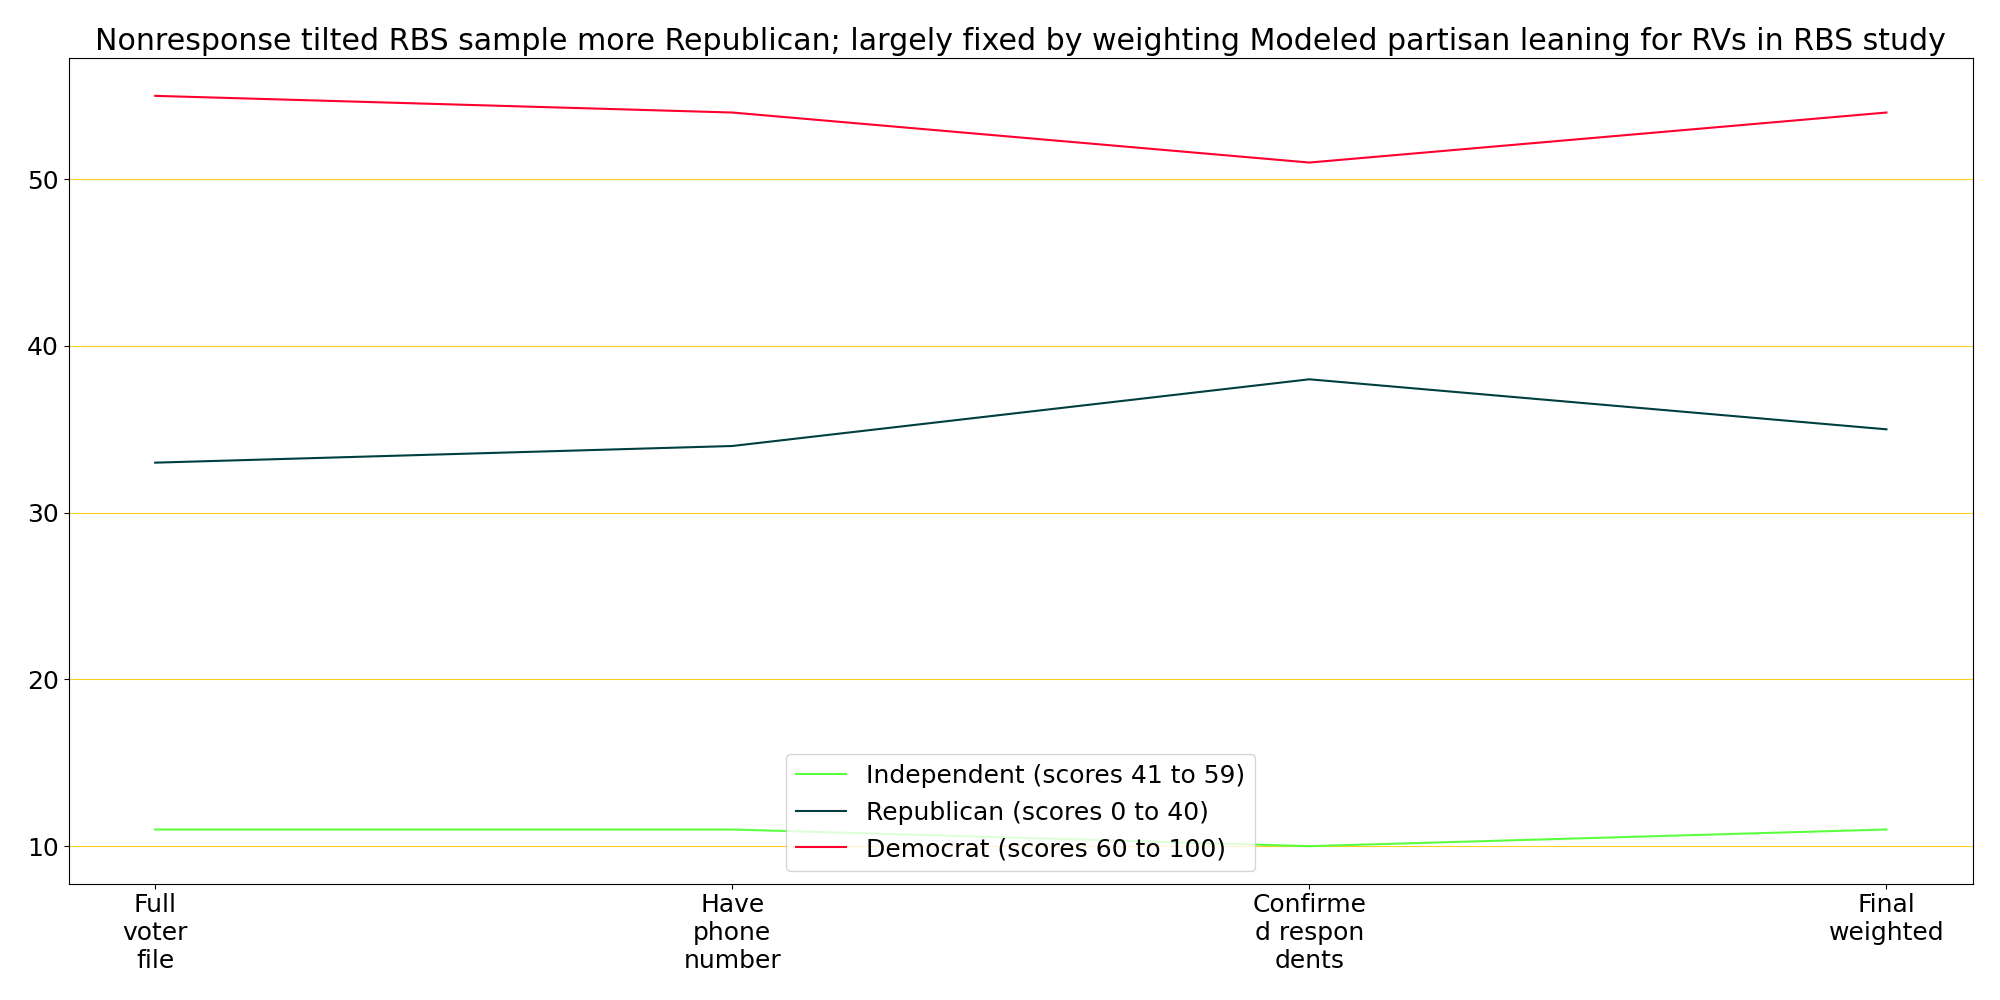 Nonresponse tilted RBS sample more Republican; largely fixed by weighting Modeled partisan leaning for RVs in RBS study
50
40
30
20
10
Independent (scores 41 to 59)
Republican (scores 0 to 40)
Democrat (scores 60 to 100)
Full
voter
file
Have
phone
number
Confirme
d respon
dents
Final
weighted